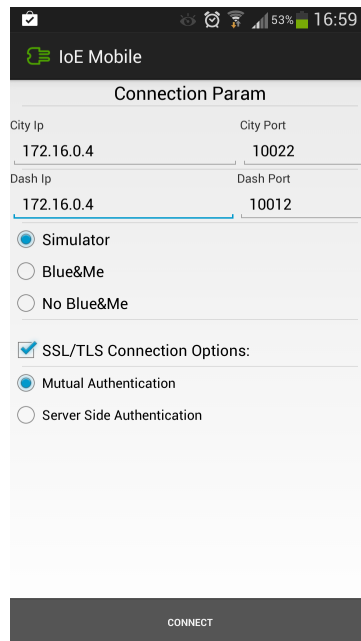 53% 16:59
IoE Mobile
Connection Param
City Ip City Port
172.16.0.4 10022
Dash Ip Dash Port
172.16.0.4 10012
Simulator
Blue&Me
No Blue&Me
SSL/TLS Connection Options:
Mutual Authentication
Server Side Authentication
CONNECT